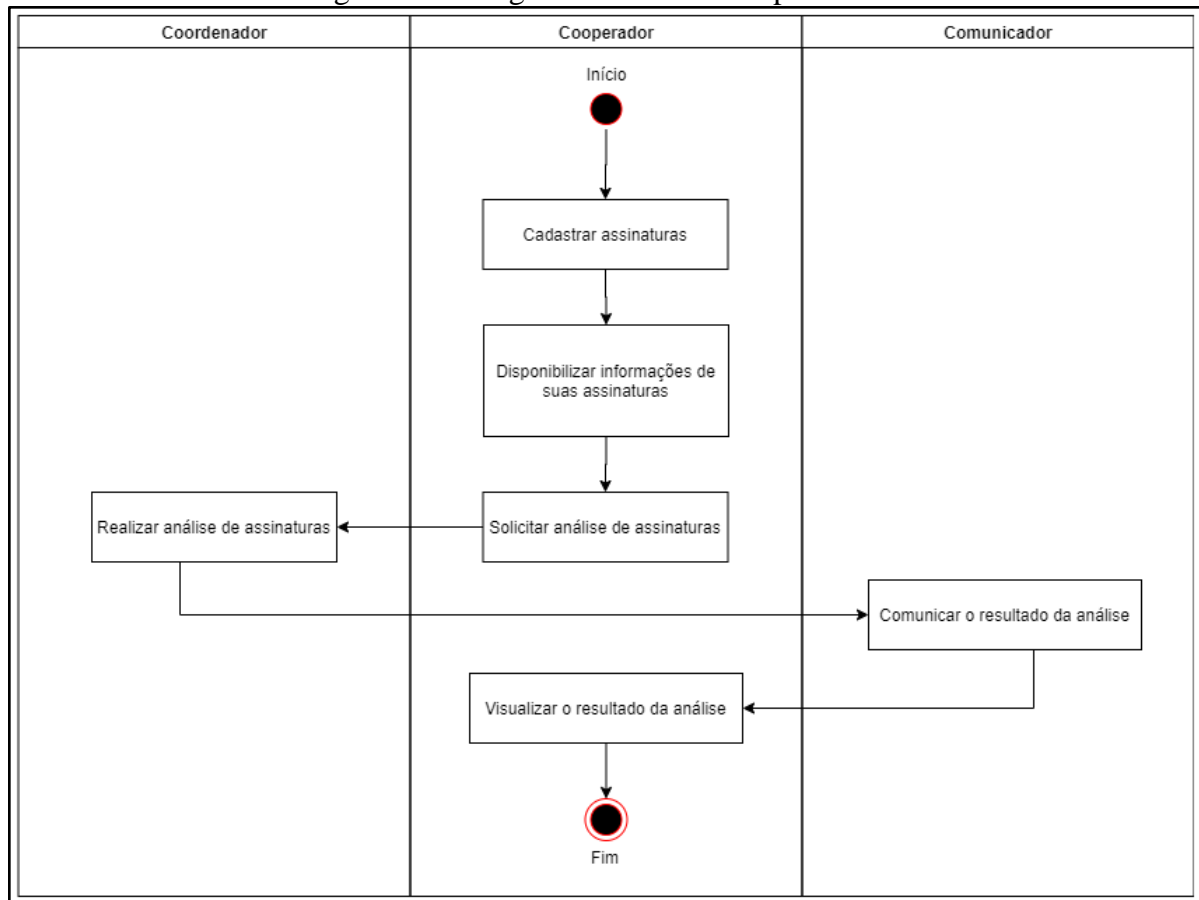 Coordenador
Cooperador
Comunicador
Início
Cadastrar assinaturas
Disponibilizar informações de
suas assinaturas
Realizar análise de assinaturas
Solicitar análise de assinaturas
Comunicar o resultado da análise
Visualizar o resultado da análise
Fim